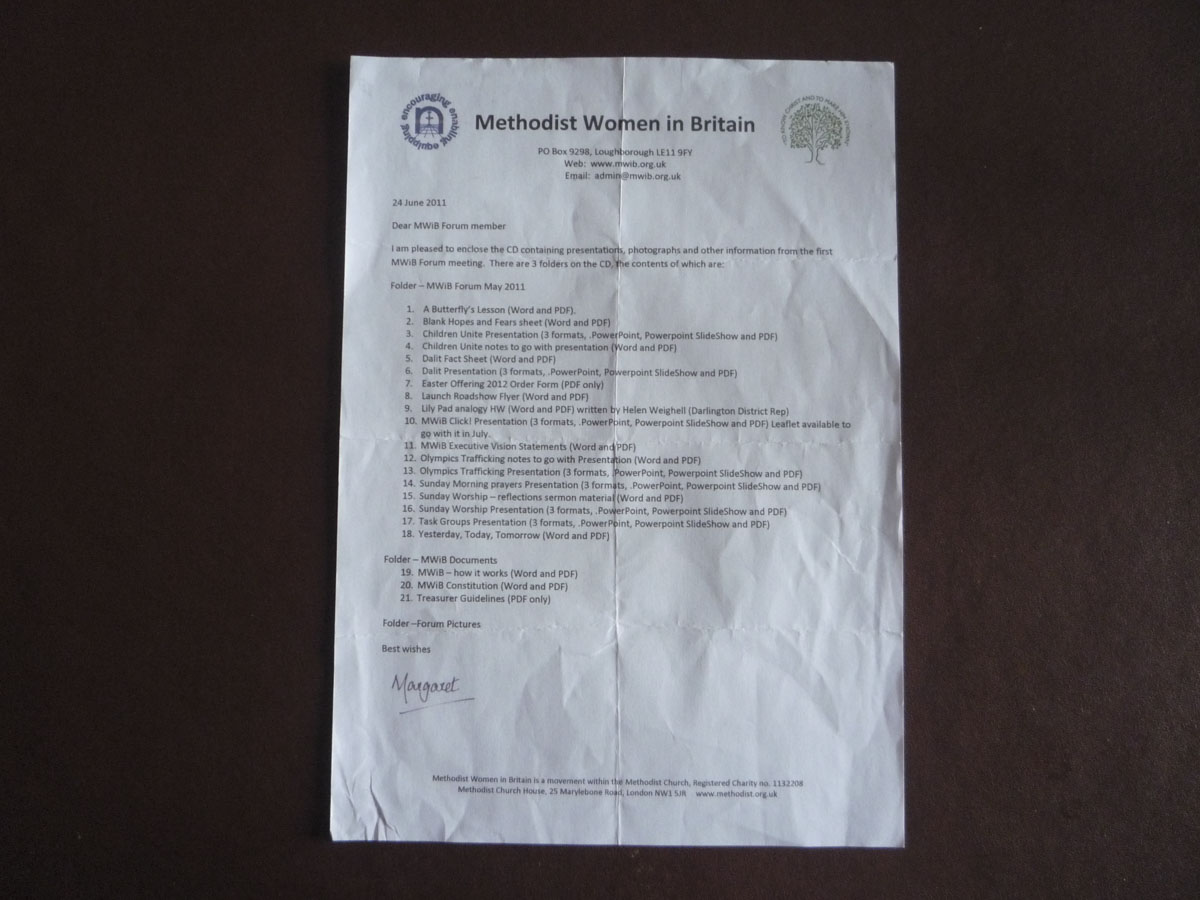 encouraging enabling equipping
Methodist Women in Britain
TO KNOW CHRIST AND TO MAKE HIM KNOWN
PO Box 9298, Loughborough LE11 9FY
Web: www.mwib.org.uk
Email: admin@mwib.org.uk
24 June 2011
Dear MWiB Forum member
I am pleased to enclose the CD containing presentations, photographs and other information from the first
MWiB Forum meeting. There are 3 folders on the CD, the contents of which are:
Folder – MWiB Forum May 2011
1. A Butterfly's Lesson (Word and PDF).
2. Blank Hopes and Fears sheet (Word and PDF)
3. Children Unite Presentation (3 formats, .PowerPoint, Powerpoint SlideShow and PDF)
4. Children Unite notes to go with presentation (Word and PDF)
5. Dalit Fact Sheet (Word and PDF)
6. Dalit Presentation (3 formats, .PowerPoint, Powerpoint SlideShow and PDF)
7. Easter Offering 2012 Order Form (PDF only)
8. Launch Roadshow Flyer (Word and PDF)
9. Lily Pad analogy HW (Word and PDF) written by Helen Weighell (Darlington District Rep)
10. MWiB Click! Presentation (3 formats, .PowerPoint, Powerpoint SlideShow and PDF) Leaflet available to
go with it in July.
11. MWiB Executive Vision Statements (Word and PDF)
12. Olympics Trafficking notes to go with Presentation (Word and PDF)
13. Olympics Trafficking Presentation (3 formats, .PowerPoint, Powerpoint SlideShow and PDF)
14. Sunday Morning prayers Presentation (3 formats, .PowerPoint, Powerpoint SlideShow and PDF)
15. Sunday Worship – reflections sermon material (Word and PDF)
16. Sunday Worship Presentation (3 formats, .PowerPoint, Powerpoint SlideShow and PDF)
17. Task Groups Presentation (3 formats, .PowerPoint, Powerpoint SlideShow and PDF)
18. Yesterday, Today, Tomorrow (Word and PDF)
Folder – MWiB Documents
19. MWiB – how it works (Word and PDF)
20. MWiB Constitution (Word and PDF)
21. Treasurer Guidelines (PDF only)
Folder –Forum Pictures
Best wishes
Margaret
Methodist Women in Britain is a movement within the Methodist Church, Registered Charity no. 1132208
Methodist Church House, 25 Marylebone Road, London NW1 5JR www.methodist.org.uk